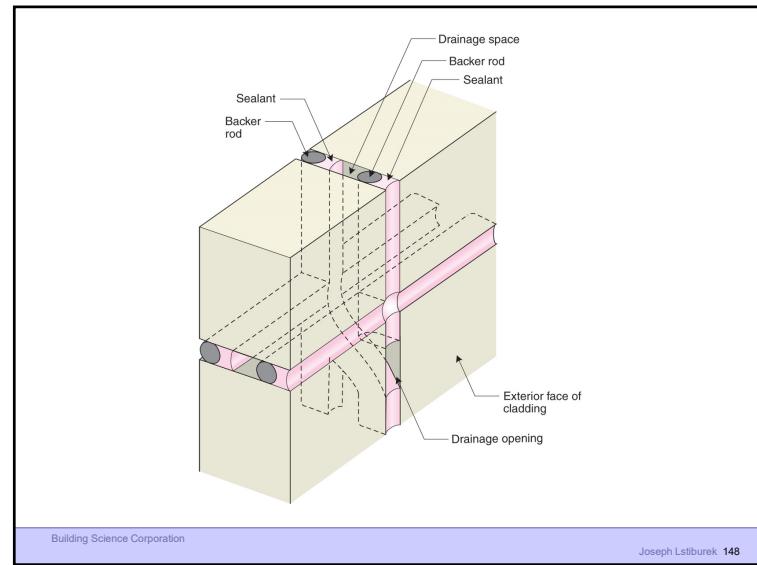 Drainage space
Backer rod
Sealant
Sealant
Backer
rod
Exterior face of
cladding
Drainage opening
Building Science Corporation
Joseph Lstiburek 148